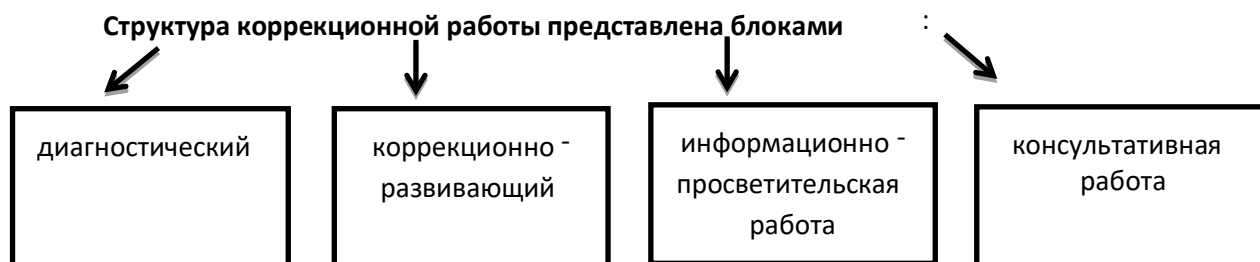 Структура коррекционной работы представлена блоками :
диагностический
коррекционно -
развивающий
информационно -
просветительская
работа
консультативная
работа